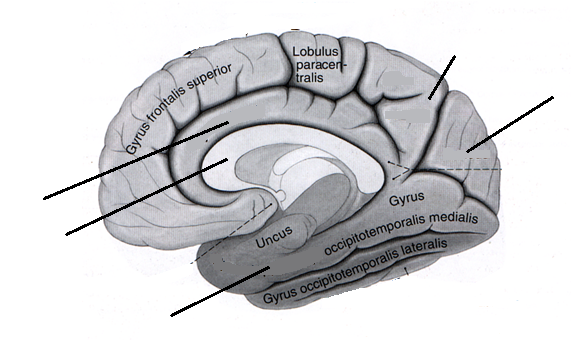 Gyrus frontalis superior
Lobulus
paracen-
tralis
Gyrus
occipitotemporalis medialis
Uncus
Gyrus occipitotemporalis lateralis